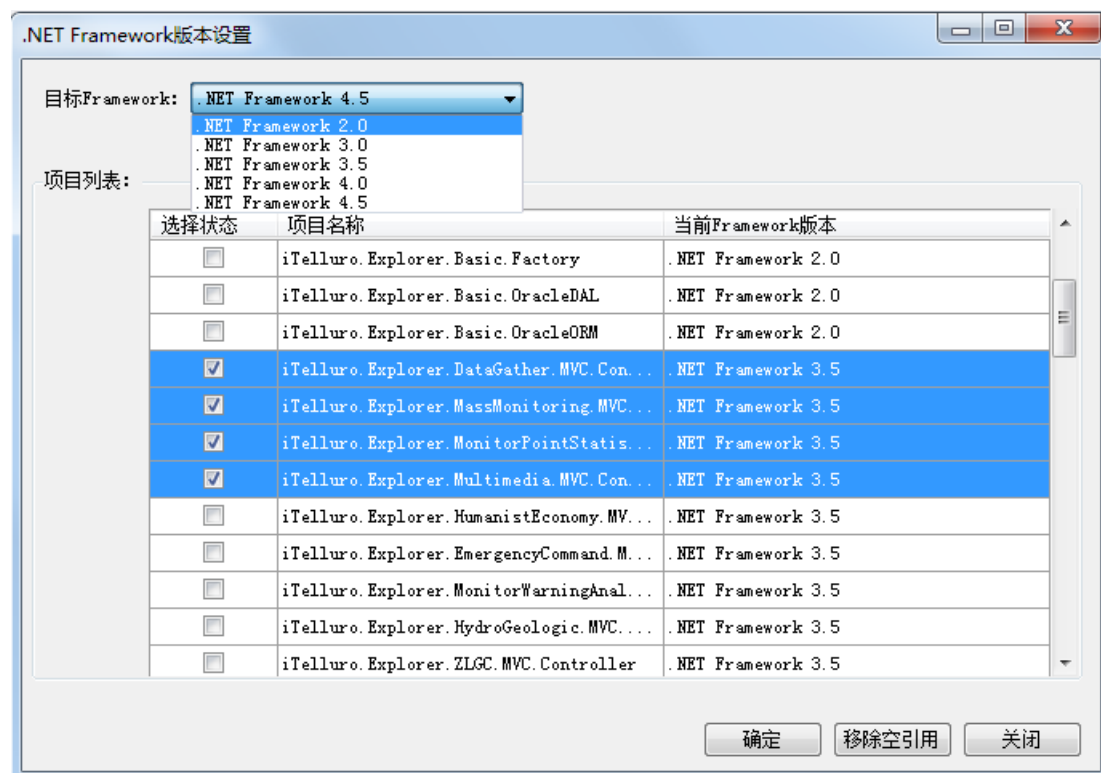 .NET Framework版本设置
目标Framework: .NET Framework 4.5
.NET Framework 2.0
.NET Framework 3.0
.NET Framework 3.5
.NET Framework 4.0
.NET Framework 4.5
项目列表:
选择状态 项目名称 当前Framework版本
iTelluro.Explorer.Basic.Factory .NET Framework 2.0
iTelluro.Explorer.Basic.OracleDAL .NET Framework 2.0
iTelluro.Explorer.Basic.OracleORM .NET Framework 2.0
iTelluro.Explorer.DataGather.MVC.Con... .NET Framework 3.5
iTelluro.Explorer.MassMonitoring.MVC... .NET Framework 3.5
iTelluro.Explorer.MonitorPointStatis... .NET Framework 3.5
iTelluro.Explorer.Multimedia.MVC.Con... .NET Framework 3.5
iTelluro.Explorer.HumanistEconomy.MV... .NET Framework 3.5
iTelluro.Explorer.EmergencyCommand.M... .NET Framework 3.5
iTelluro.Explorer.MonitorWarningAnal... .NET Framework 3.5
iTelluro.Explorer.HydroGeologic.MVC.... .NET Framework 3.5
iTelluro.Explorer.ZLGC.MVC.Controller .NET Framework 3.5
确定 移除空引用 关闭